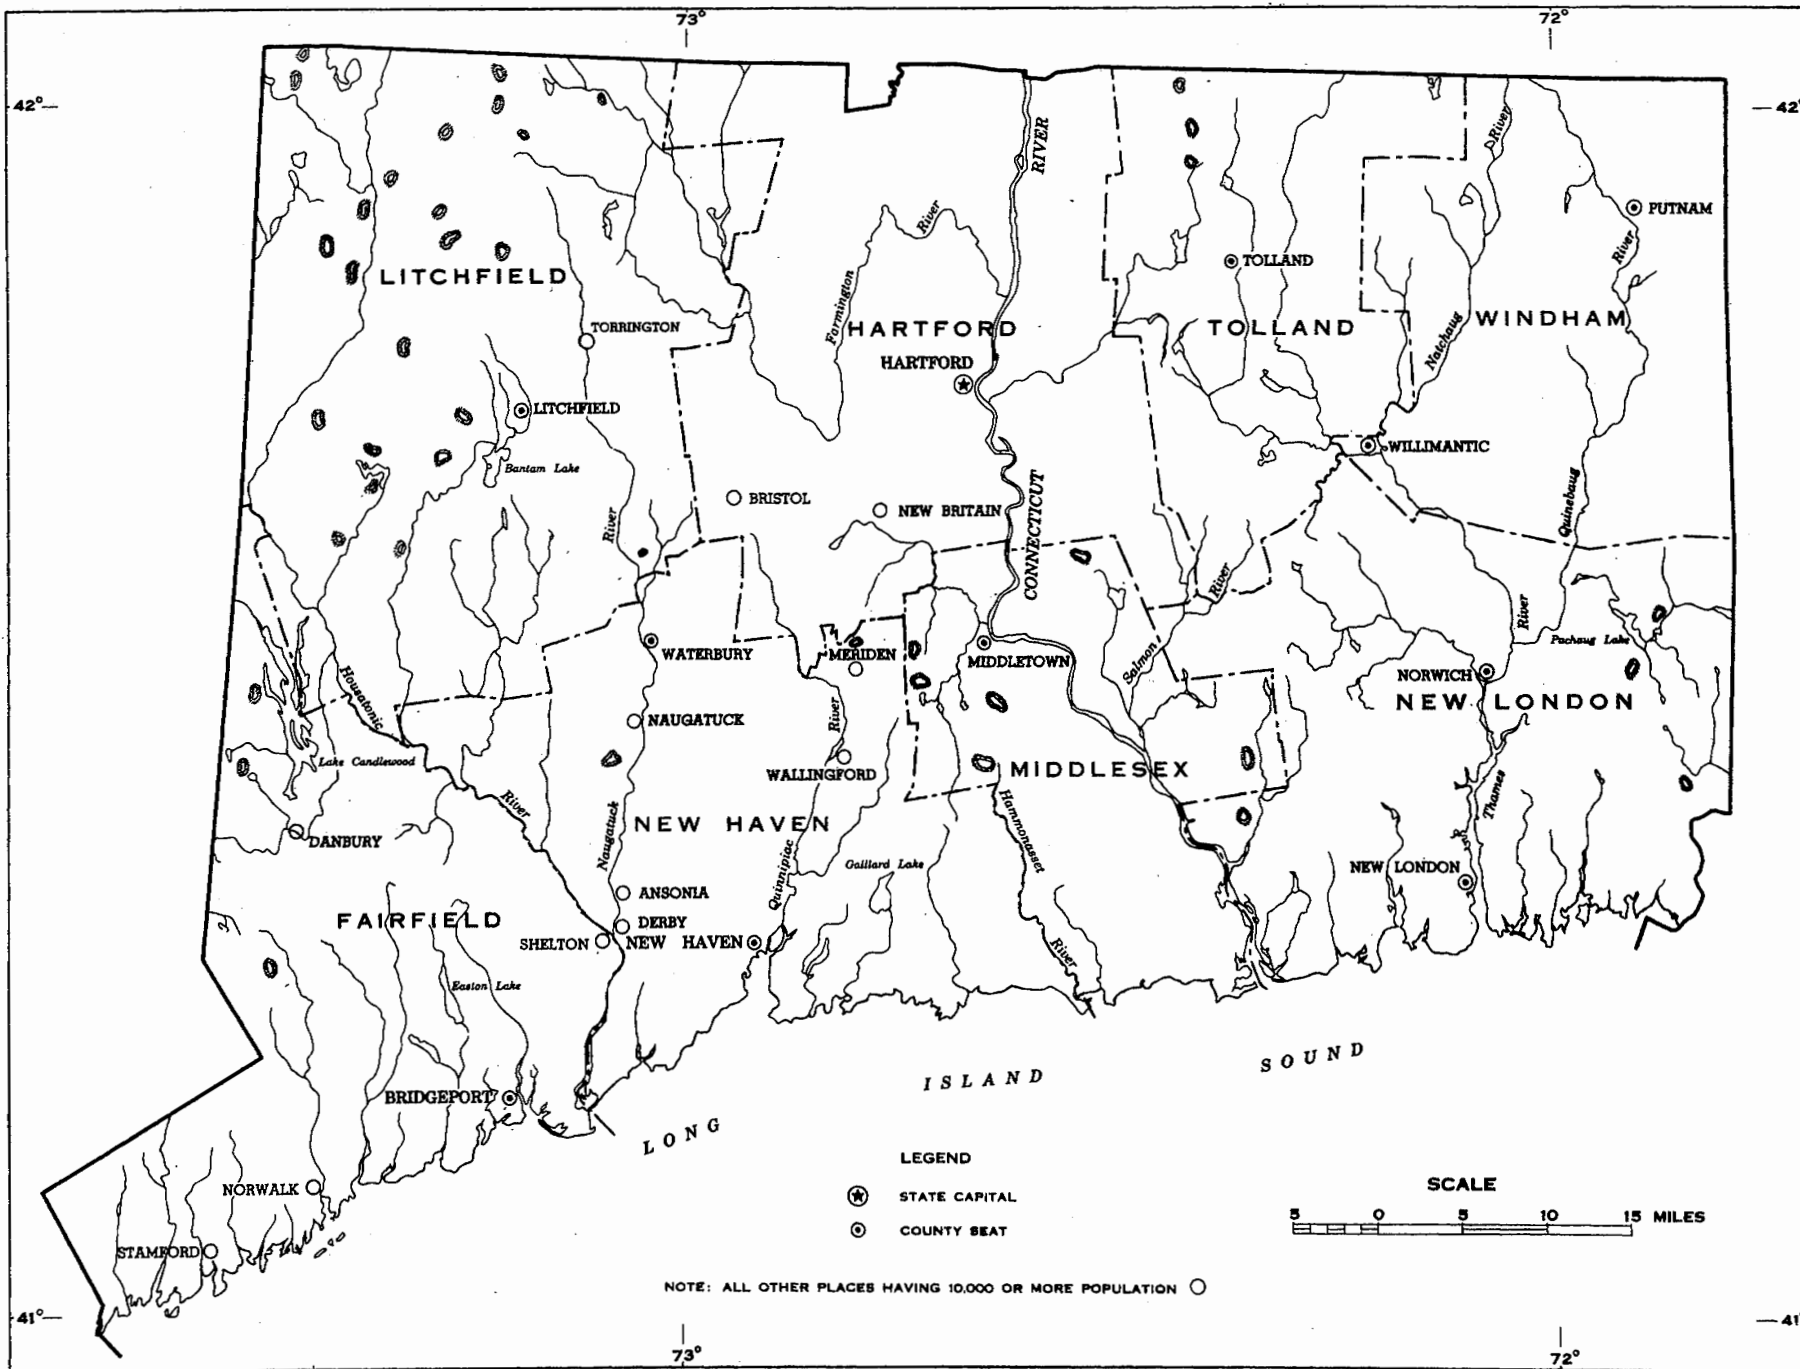 73°
72°
42°
42°
RIVER
River
PUTNAM
River
River
TOLLAND
LITCHFIELD
Farmington
TORRINGTON
HARTFORD
TOLLAND
WINDHAM
HARTFORD
Natchaug
LITCHFIELD
WILLIMANTIC
Bantam Lake
BRISTOL
NEW BRITAIN
CONNECTICUT
Quinebaug
River
River
River
WATERBURY
MERIDEN
MIDDLETOWN
Salmon
Pachaug Lake
NORWICH
NEW LONDON
Housatonic
NAUGATUCK
River
Lake Candlewood
WALLINGFORD
MIDDLESEX
River
Thames
Hammonasset
Naugatuck
NEW HAVEN
DANBURY
Quinnipiac
Gaillard Lake
NEW LONDON
ANSONIA
FAIRFIELD
DERBY
SHELTON
NEW HAVEN
River
Easton Lake
BRIDGEPORT
LONG ISLAND SOUND
LEGEND
STATE CAPITAL
COUNTY SEAT
SCALE
5 0 5 10 15 MILES
NORWALK
STAMFORD
NOTE: ALL OTHER PLACES HAVING 10,000 OR MORE POPULATION
41°
41°
73°
72°